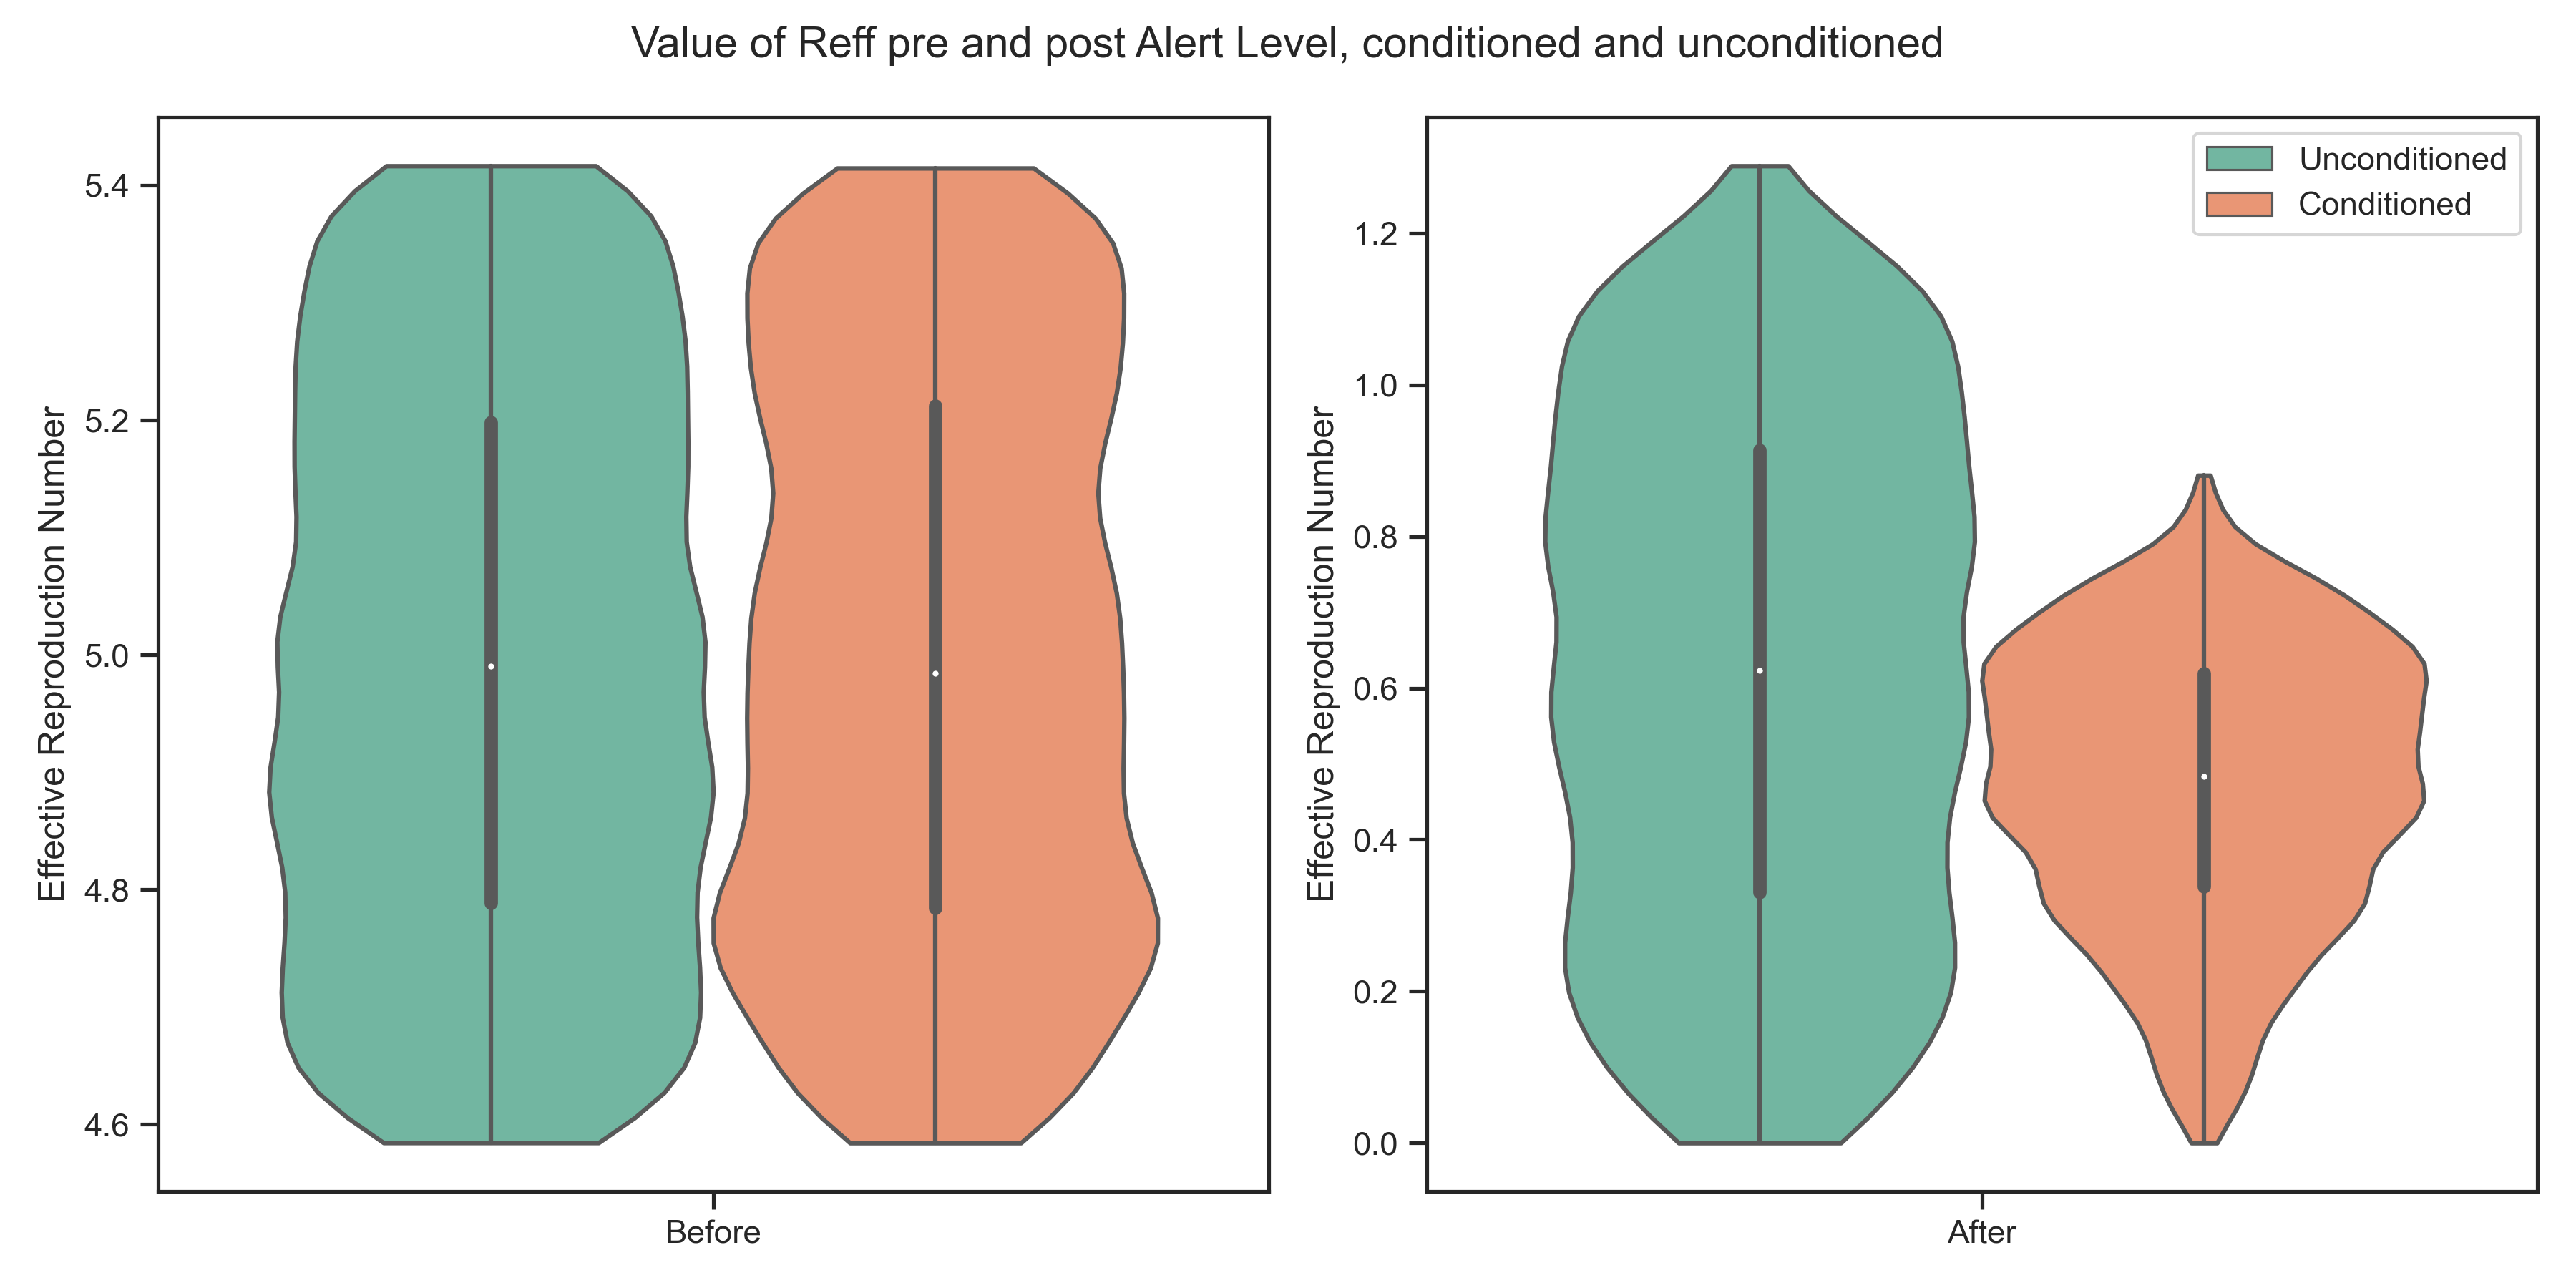 Value of Reff pre and post Alert Level, conditioned and unconditioned
Effective Reproduction Number
5.4
5.2
5.0
4.8
4.6
Before
Effective Reproduction Number
1.2
1.0
0.8
0.6
0.4
0.2
0.0
After
Unconditioned
Conditioned